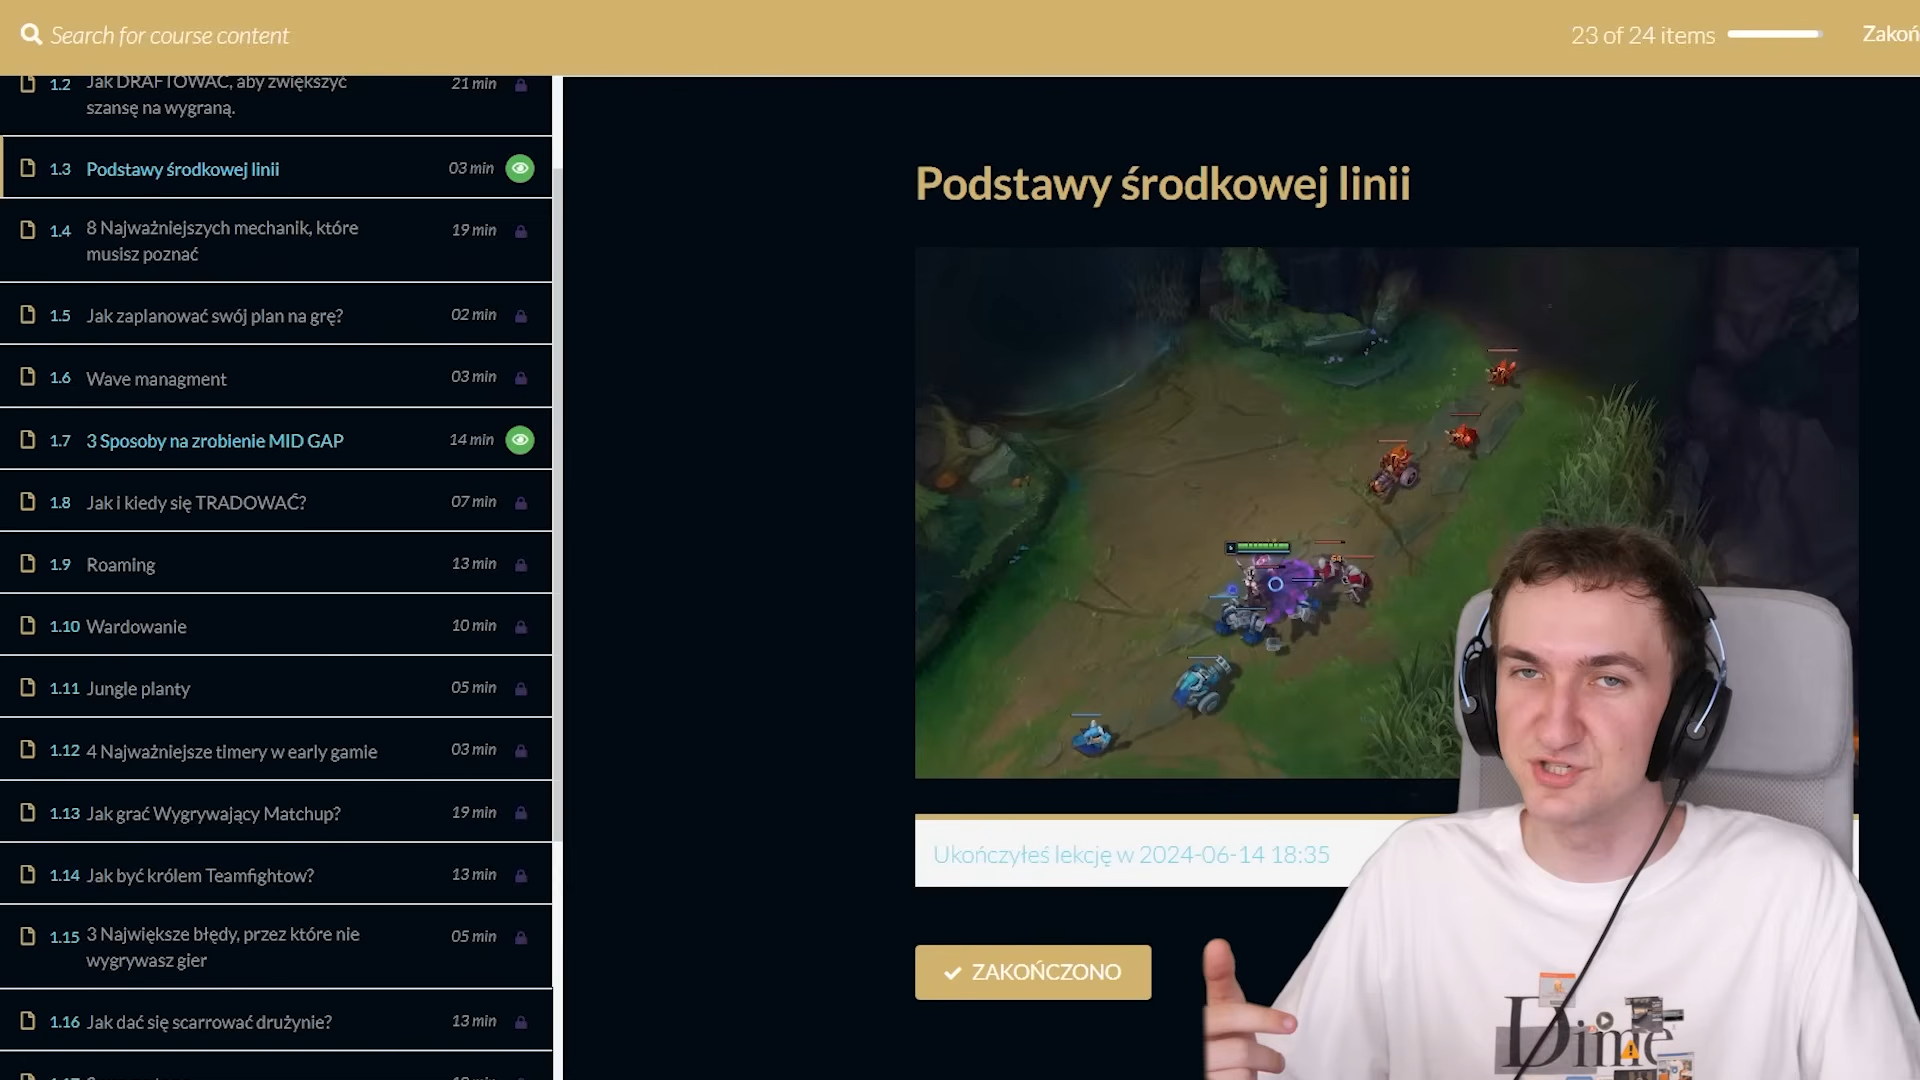 Search for course content
23 of 24 items
Zakoń
1.2 Jak DRAFTOWAĆ, aby zwiększyć 21 min
szansę na wygraną.
1.3 Podstawy środkowej linii 03 min
1.4 8 Najważniejszych mechanik, które 19 min
musisz poznać
1.5 Jak zaplanować swój plan na grę? 02 min
1.6 Wave managment 03 min
1.7 3 Sposoby na zrobienie MID GAP 14 min
1.8 Jak i kiedy się TRADOWAĆ? 07 min
1.9 Roaming 13 min
1.10 Wardowanie 10 min
1.11 Jungle planty 05 min
1.12 4 Najważniejsze timery w early gamie 03 min
1.13 Jak grać Wygrywający Matchup? 19 min
1.14 Jak być królem Teamfightow? 13 min
1.15 3 Największe błędy, przez które nie 05 min
wygrywasz gier
1.16 Jak dać się scarrować drużynie? 13 min
Podstawy środkowej linii
64
Ukończyłeś lekcję w 2024-06-14 18:35
ZAKOŃCZONO
Dime